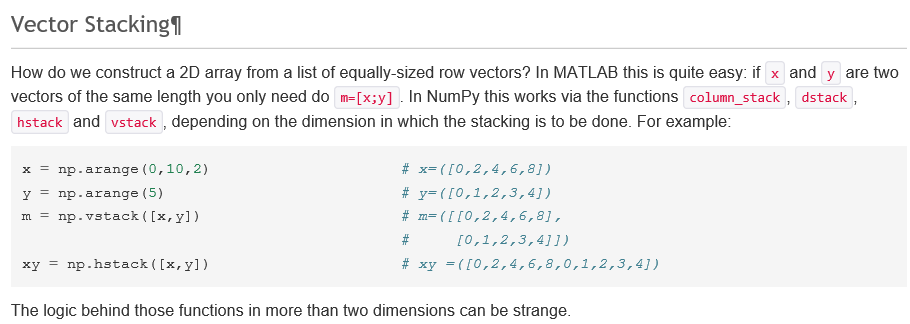 Vector Stacking¶
How do we construct a 2D array from a list of equally-sized row vectors? In MATLAB this is quite easy: if x and y are two
vectors of the same length you only need do m=[x;y] . In NumPy this works via the functions column_stack , dstack ,
hstack and vstack , depending on the dimension in which the stacking is to be done. For example:
x = np.arange(0,10,2) # x=([0,2,4,6,8])
y = np.arange(5) # y=([0,1,2,3,4])
m = np.vstack([x,y]) # m=([[0,2,4,6,8],
# [0,1,2,3,4]])
xy = np.hstack([x,y]) # xy =([0,2,4,6,8,0,1,2,3,4])
The logic behind those functions in more than two dimensions can be strange.